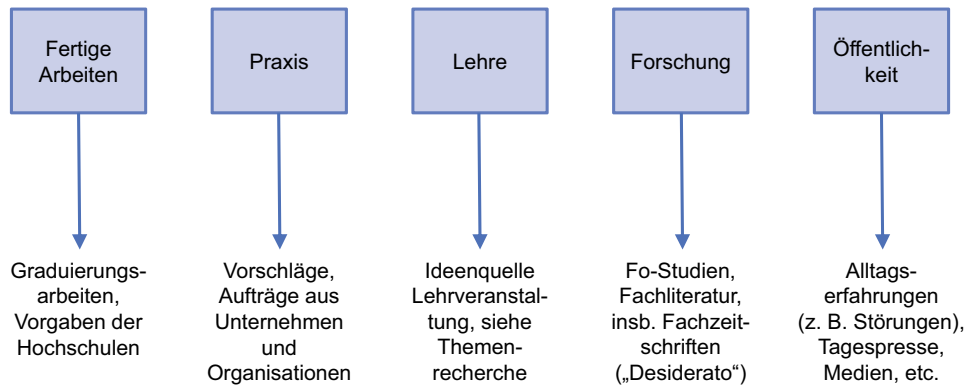 Fertige
Arbeiten
Praxis
Lehre
Forschung
Öffentlich-
keit
Graduierungs-
arbeiten,
Vorgaben der
Hochschulen
Vorschläge,
Aufträge aus
Unternehmen
und
Organisationen
Ideenquelle
Lehrveranstal-
tung, siehe
Themen-
recherche
Fo-Studien,
Fachliteratur,
insb. Fachzeit-
schriften
(„Desiderato“)
Alltags-
erfahrungen
(z. B. Störungen),
Tagespresse,
Medien, etc.